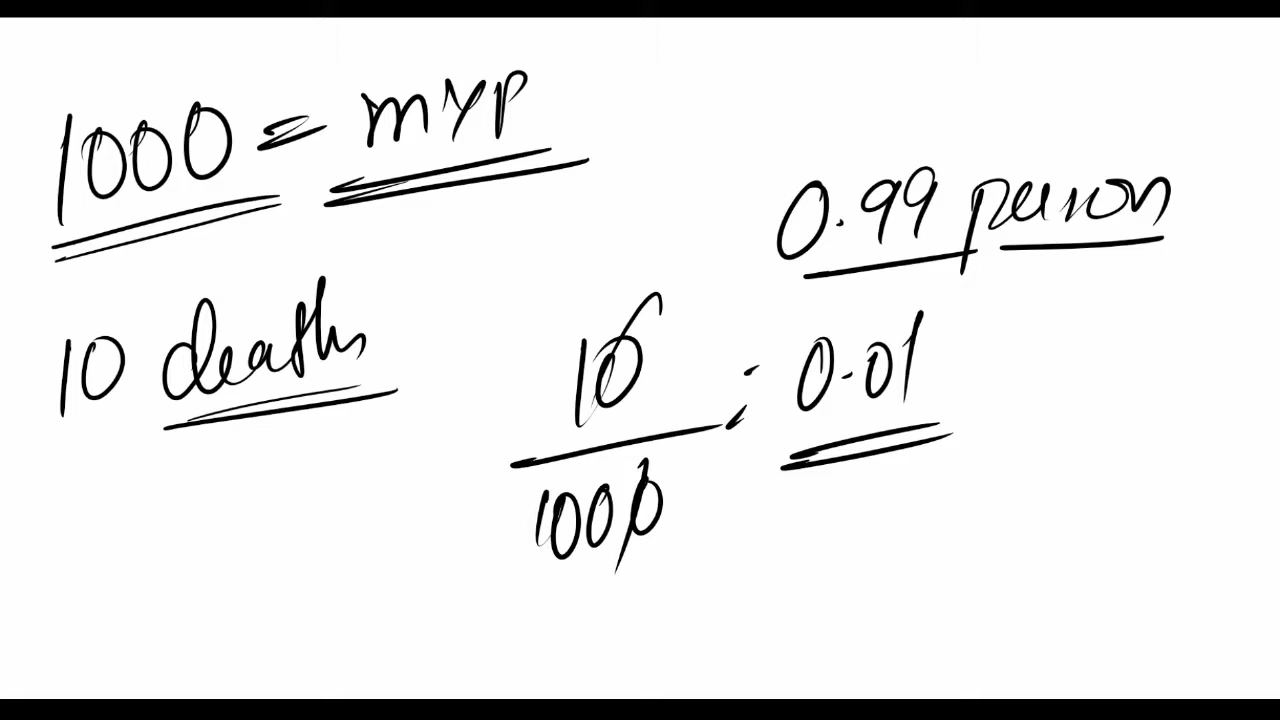 1000 = MYP
0.99 person
10 deaths
10
1000
= 0.01